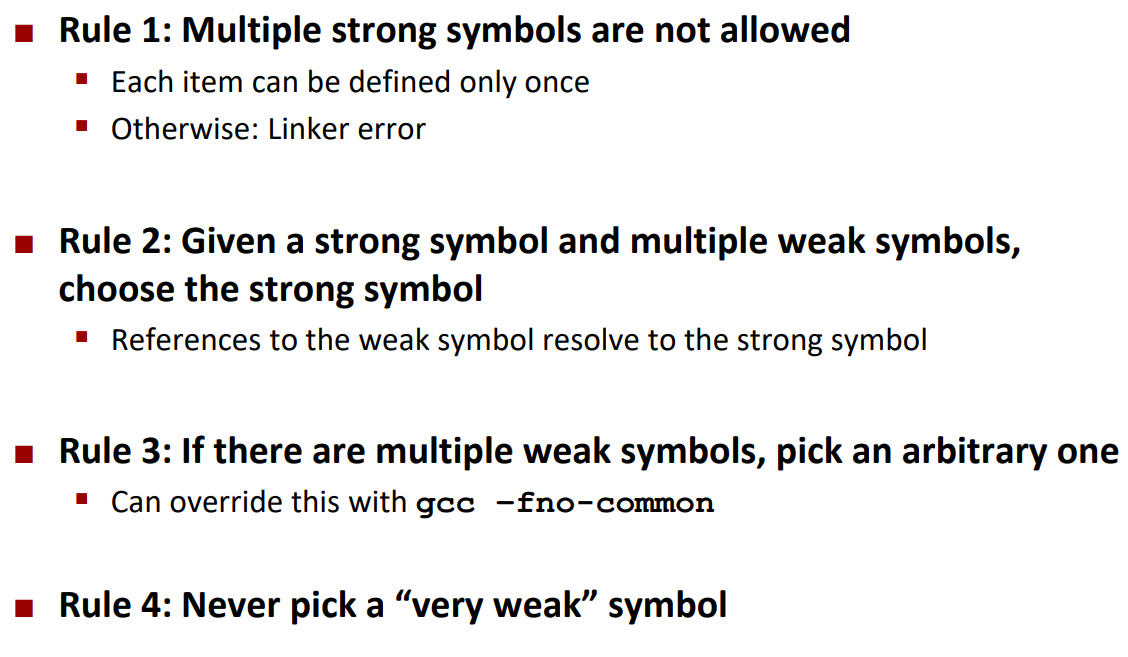 Rule 1: Multiple strong symbols are not allowed
Each item can be defined only once
Otherwise: Linker error
Rule 2: Given a strong symbol and multiple weak symbols,
choose the strong symbol
References to the weak symbol resolve to the strong symbol
Rule 3: If there are multiple weak symbols, pick an arbitrary one
Can override this with gcc –fno-common
Rule 4: Never pick a “very weak” symbol